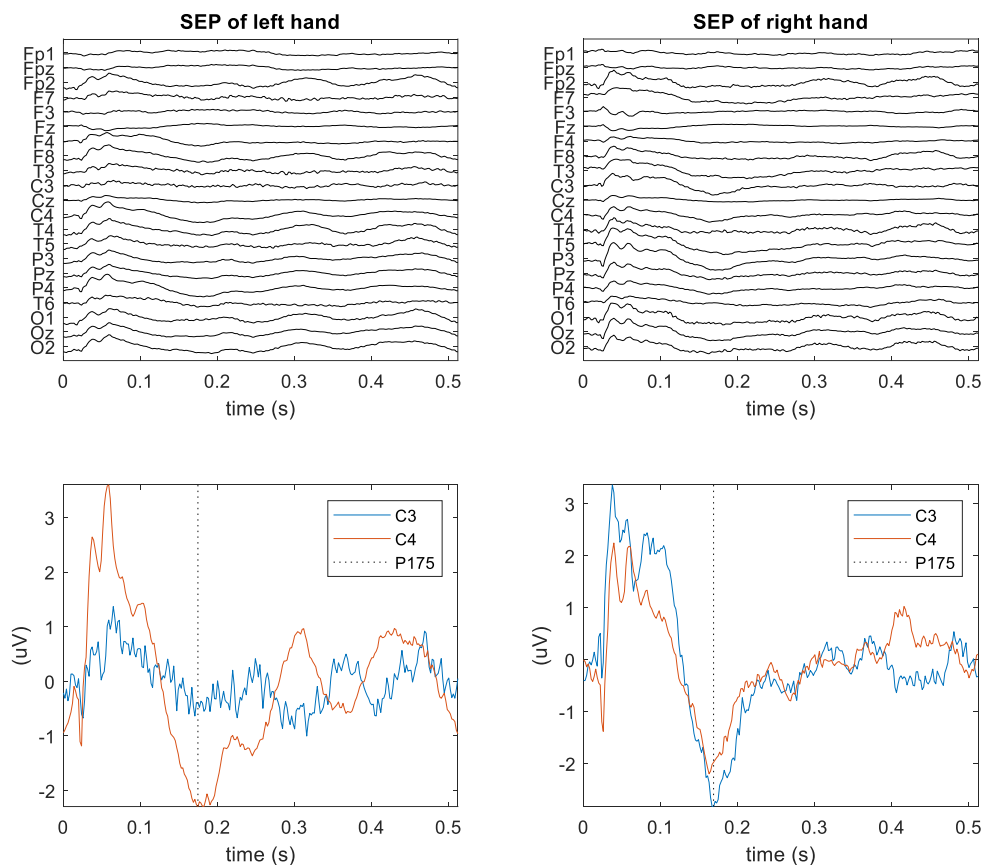 SEP of left hand
Fp1
Fpz
Fp2
F7
F3
Fz
F4
F8
T3
C3
Cz
C4
T4
T5
P3
Pz
P4
T6
O1
Oz
O2
0 0.1 0.2 0.3 0.4 0.5
time (s)
SEP of right hand
Fp1
Fpz
Fp2
F7
F3
Fz
F4
F8
T3
C3
Cz
C4
T4
T5
P3
Pz
P4
T6
O1
Oz
O2
0 0.1 0.2 0.3 0.4 0.5
time (s)
(uV)
3
2
1
0
-1
-2
C3
C4
P175
0 0.1 0.2 0.3 0.4 0.5
time (s)
(uV)
3
2
1
0
-1
-2
C3
C4
P175
0 0.1 0.2 0.3 0.4 0.5
time (s)